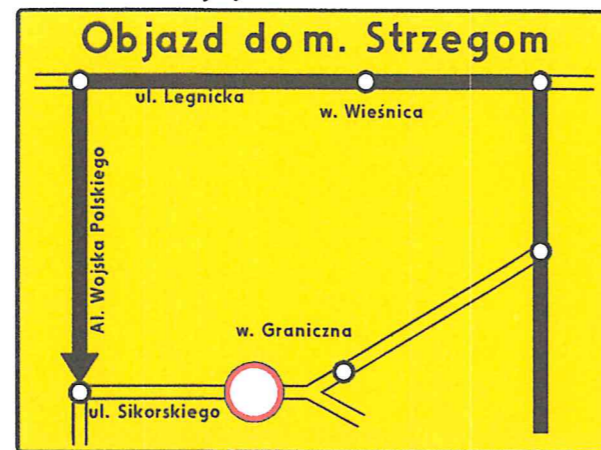 Objazd do m. Strzegom
ul. Legnicka
w. Wieśnica
Al. Wojska Polskiego
w. Graniczna
ul. Sikorskiego